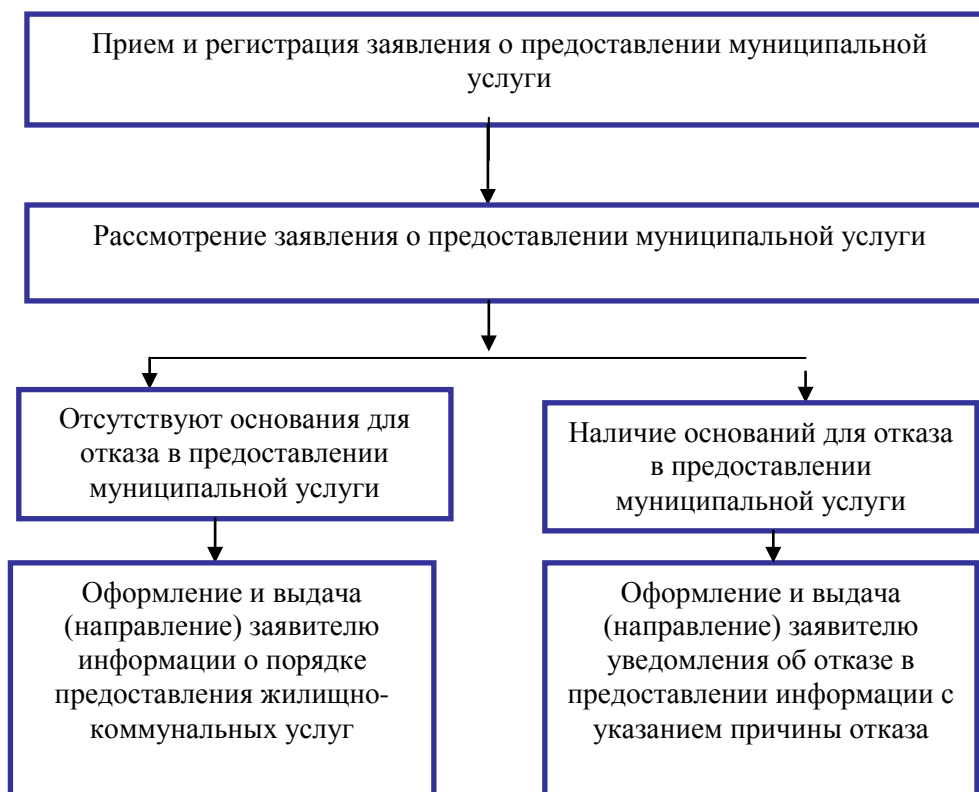 Прием и регистрация заявления о предоставлении муниципальной
услуги
Рассмотрение заявления о предоставлении муниципальной услуги
Отсутствуют основания для
отказа в предоставлении
муниципальной услуги
Наличие оснований для отказа
в предоставлении
муниципальной услуги
Оформление и выдача
(направление) заявителю
информации о порядке
предоставления жилищно-
коммунальных услуг
Оформление и выдача
(направление) заявителю
уведомления об отказе в
предоставлении информации с
указанием причины отказа